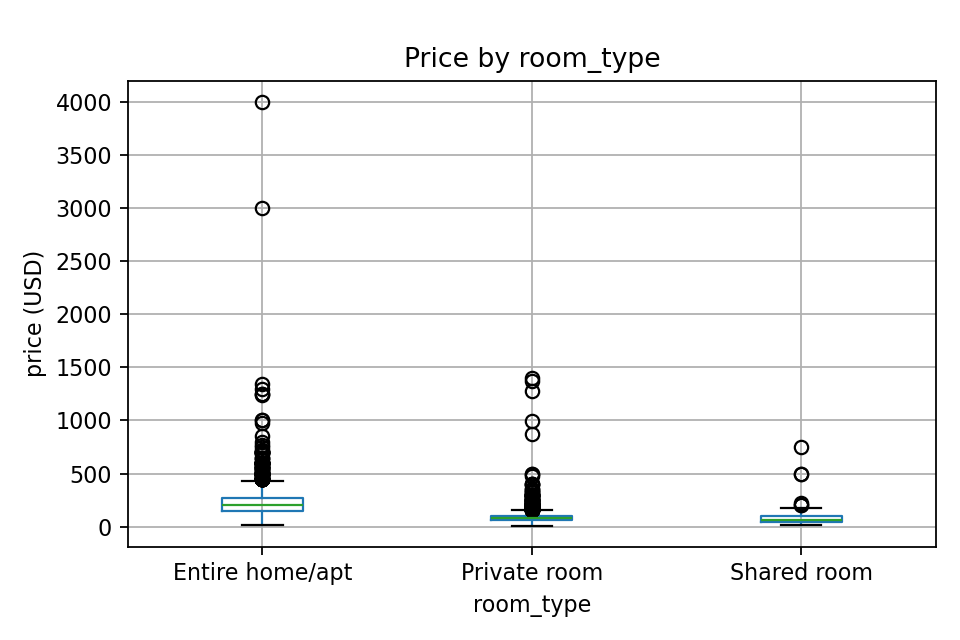 Price by room_type
price (USD)
4000
3500
3000
2500
2000
1500
1000
500
0
Entire home/apt
Private room
Shared room
room_type